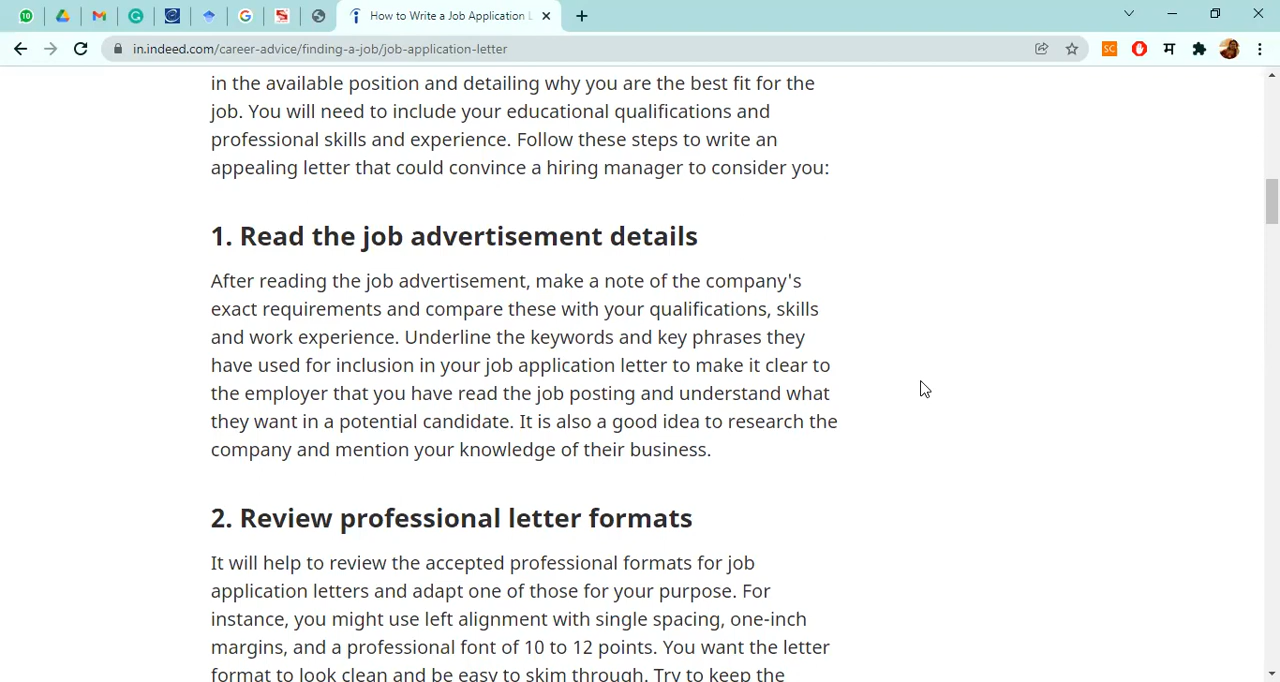 10
How to Write a Job Application L
in.indeed.com/career-advice/finding-a-job/job-application-letter
SC
म
in the available position and detailing why you are the best fit for the
job. You will need to include your educational qualifications and
professional skills and experience. Follow these steps to write an
appealing letter that could convince a hiring manager to consider you:
1. Read the job advertisement details
After reading the job advertisement, make a note of the company's
exact requirements and compare these with your qualifications, skills
and work experience. Underline the keywords and key phrases they
have used for inclusion in your job application letter to make it clear to
the employer that you have read the job posting and understand what
they want in a potential candidate. It is also a good idea to research the
company and mention your knowledge of their business.
2. Review professional letter formats
It will help to review the accepted professional formats for job
application letters and adapt one of those for your purpose. For
instance, you might use left alignment with single spacing, one-inch
margins, and a professional font of 10 to 12 points. You want the letter
format to look clean and be easy to skim through. Try to keep the